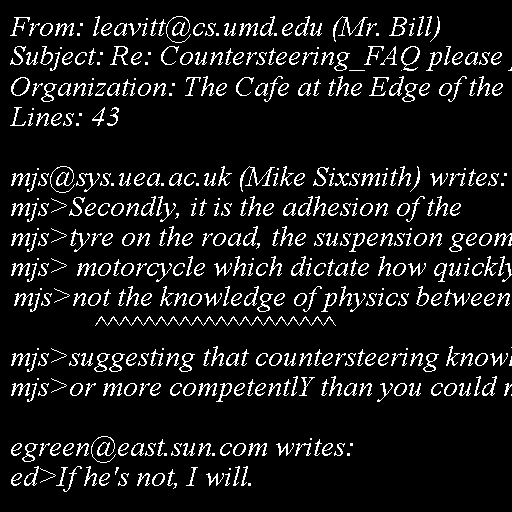 From: leavitt@cs.umd.edu (Mr. Bill)
Subject: Re: Countersteering_FAQ please
Organization: The Cafe at the Edge of the
Lines: 43

mjs@sys.uea.ac.uk (Mike Sixsmith) writes:
mjs>Secondly, it is the adhesion of the
mjs>tyre on the road, the suspension geom
mjs> motorcycle which dictate how quickly
mjs>not the knowledge of physics between
^^^^^^^^^^^^^^^^^^^^
mjs>suggesting that countersteering knowl
mjs>or more competentlY than you could

egreen@east.sun.com writes:
ed>If he's not, I will.